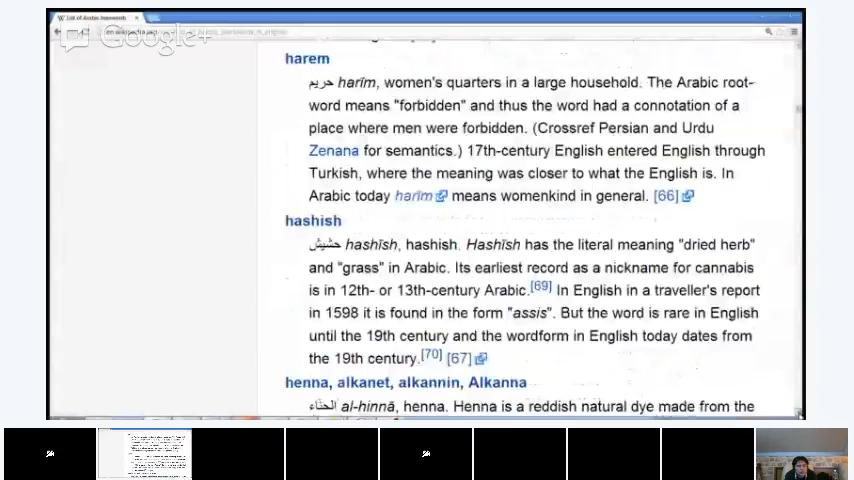 List of Arabic loanwords
Google+
harem
حريم harīm, women's quarters in a large household. The Arabic root-
word means "forbidden" and thus the word had a connotation of a
place where men were forbidden. (Crossref Persian and Urdu
Zenana for semantics.) 17th-century English entered English through
Turkish, where the meaning was closer to what the English is. In
Arabic today harīm means womenkind in general. [66]
hashish
حشيش hashīsh, hashish. Hashīsh has the literal meaning "dried herb"
and "grass" in Arabic. Its earliest record as a nickname for cannabis
is in 12th- or 13th-century Arabic.[69] In English in a traveller's report
in 1598 it is found in the form "assis". But the word is rare in English
until the 19th century and the wordform in English today dates from
the 19th century.[70] [67]
henna, alkanet, alkannin, Alkanna
الحنّاء al-hinnā, henna. Henna is a reddish natural dye made from the